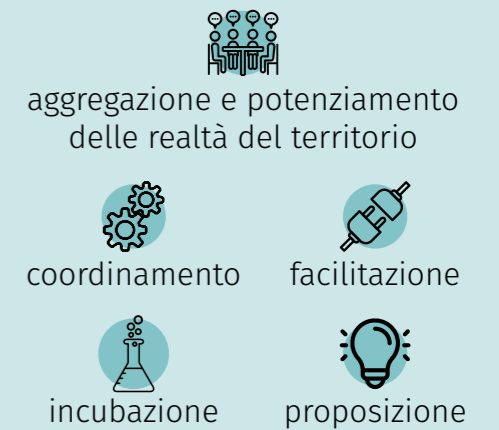 aggregazione e potenziamento
delle realtà del territorio
coordinamento
facilitazione
incubazione
proposizione